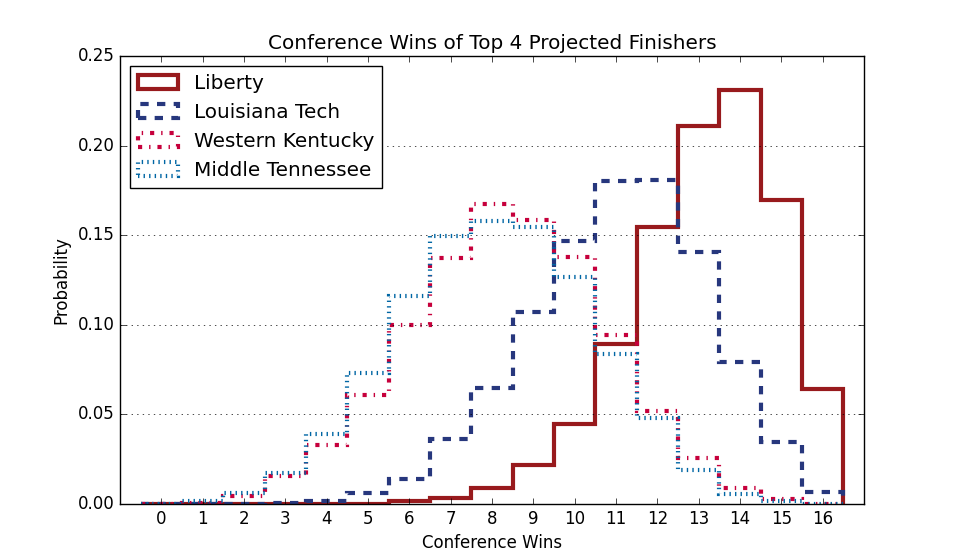 Conference Wins of Top 4 Projected Finishers
Liberty
Louisiana Tech
Western Kentucky
Middle Tennessee
0.25
0.20
0.15
0.10
0.05
0.00
Probability
0 1 2 3 4 5 6 7 8 9 10 11 12 13 14 15 16
Conference Wins